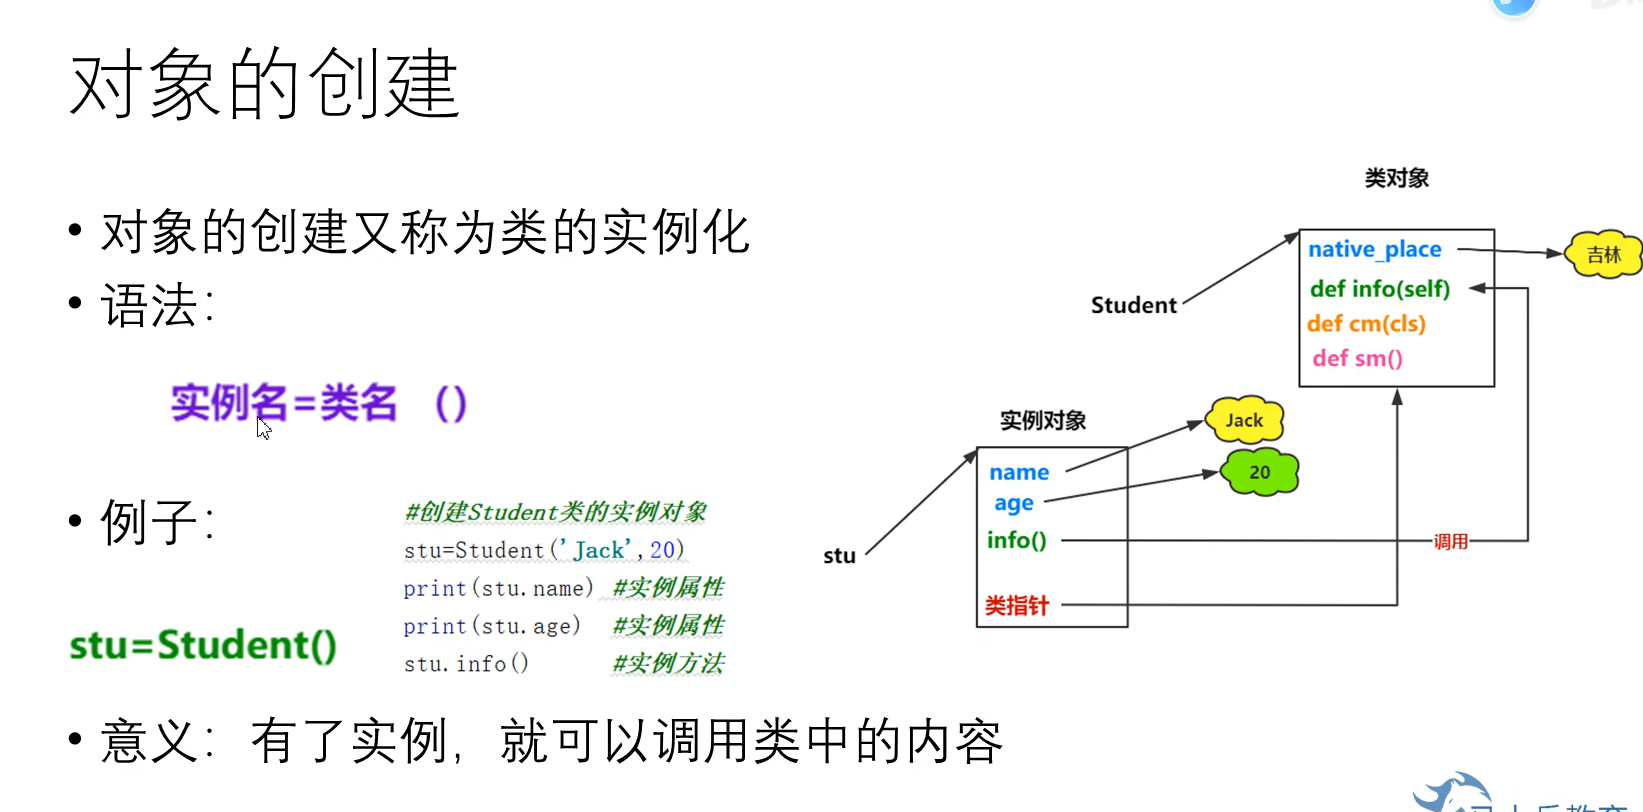 对象的创建
• 对象的创建又称为类的实例化
• 语法：
实例名=类名 （）
• 例子：
#创建Student类的实例对象
stu=Student('Jack',20)
print(stu.name) #实例属性
print(stu.age) #实例属性
stu.info() #实例方法
stu=Student()
• 意义：有了实例，就可以调用类中的内容
类对象
Student
native_place
吉林
def info(self)
def cm(cls)
def sm()
实例对象
stu
name
Jack
age
20
info()
调用
类指针